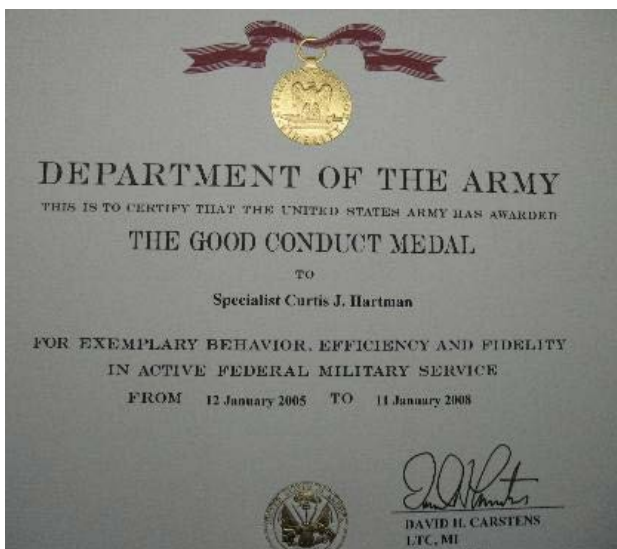 DEPARTMENT OF THE ARMY
THIS IS TO CERTIFY THAT THE UNITED STATES ARMY HAS AWARDED
THE GOOD CONDUCT MEDAL
TO
Specialist Curtis J. Hartman
FOR EXEMPLARY BEHAVIOR, EFFICIENCY AND FIDELITY
IN ACTIVE FEDERAL MILITARY SERVICE
FROM 12 January 2005 TO 11 January 2008
DAVID H. CARSTENS
LTC, MI